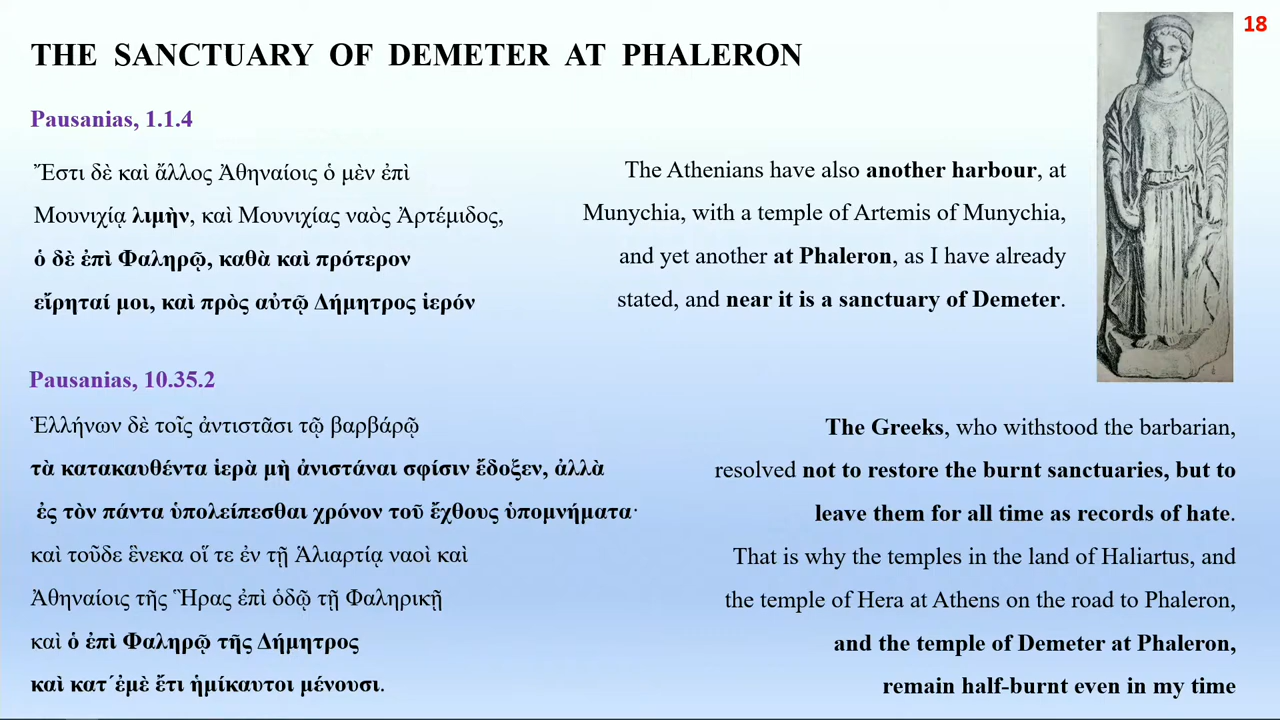 18
THE SANCTUARY OF DEMETER AT PHALERON
Pausanias, 1.1.4
Ἔστι δὲ καὶ ἄλλος Ἀθηναίοις ὁ μὲν ἐπὶ
Μουνιχίᾳ λιμὴν, καὶ Μουνιχίας ναὸς Ἀρτέμιδος,
ὁ δὲ ἐπὶ Φαληρῷ, καθὰ καὶ πρότερον
εἴρηταί μοι, καὶ πρὸς αὐτῷ Δήμητρος ἱερόν
The Athenians have also another harbour, at
Munychia, with a temple of Artemis of Munychia,
and yet another at Phaleron, as I have already
stated, and near it is a sanctuary of Demeter.
Pausanias, 10.35.2
Ἑλλήνων δὲ τοῖς ἀντιστᾶσι τῷ βαρβάρῷ
τὰ κατακαυθέντα ἱερὰ μὴ ἀνιστάναι σφίσιν ἔδοξεν, ἀλλὰ
ἐς τὸν πάντα ὑπολείπεσθαι χρόνον τοῦ ἔχθους ὑπομνήματα·
καὶ τοῦδε ἓνεκα οἵ τε ἐν τῇ Ἁλιαρτίᾳ ναοὶ καὶ
Ἀθηναίοις τῆς Ἥρας ἐπὶ ὁδῷ τῇ Φαληρικῇ
καὶ ὁ ἐπὶ Φαληρῷ τῆς Δήμητρος
καὶ κατ΄ἐμὲ ἔτι ἡμίκαυτοι μένουσι.
The Greeks, who withstood the barbarian,
resolved not to restore the burnt sanctuaries, but to
leave them for all time as records of hate.
That is why the temples in the land of Haliartus, and
the temple of Hera at Athens on the road to Phaleron,
and the temple of Demeter at Phaleron,
remain half-burnt even in my time